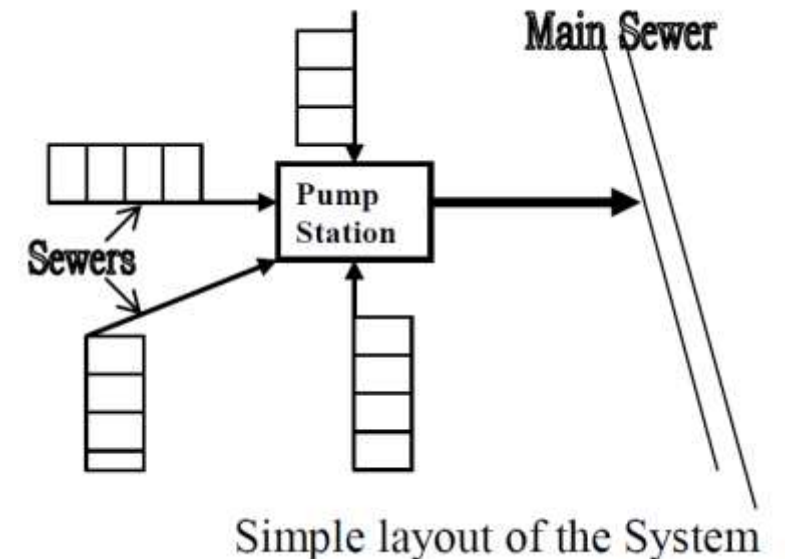 Main Sewer
Pump
Station
Sewers
Simple layout of the System